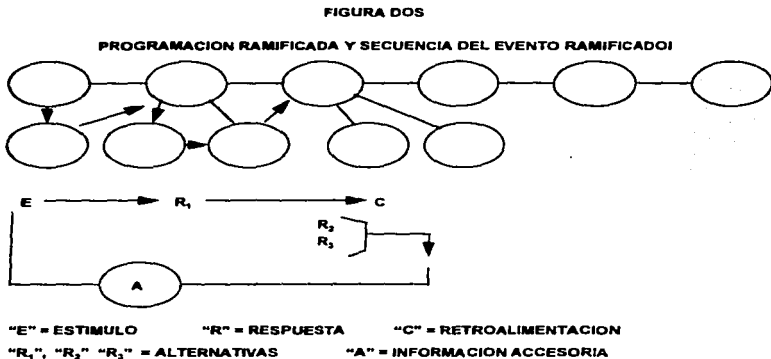 FIGURA DOS
PROGRAMACION RAMIFICADA Y SECUENCIA DEL EVENTO RAMIFICADOI
E R₁ C
R₂
R₃
A
"E" = ESTIMULO "R" = RESPUESTA "C" = RETROALIMENTACION
"R₁", "R₂" "R₃" = ALTERNATIVAS "A" = INFORMACION ACCESORIA